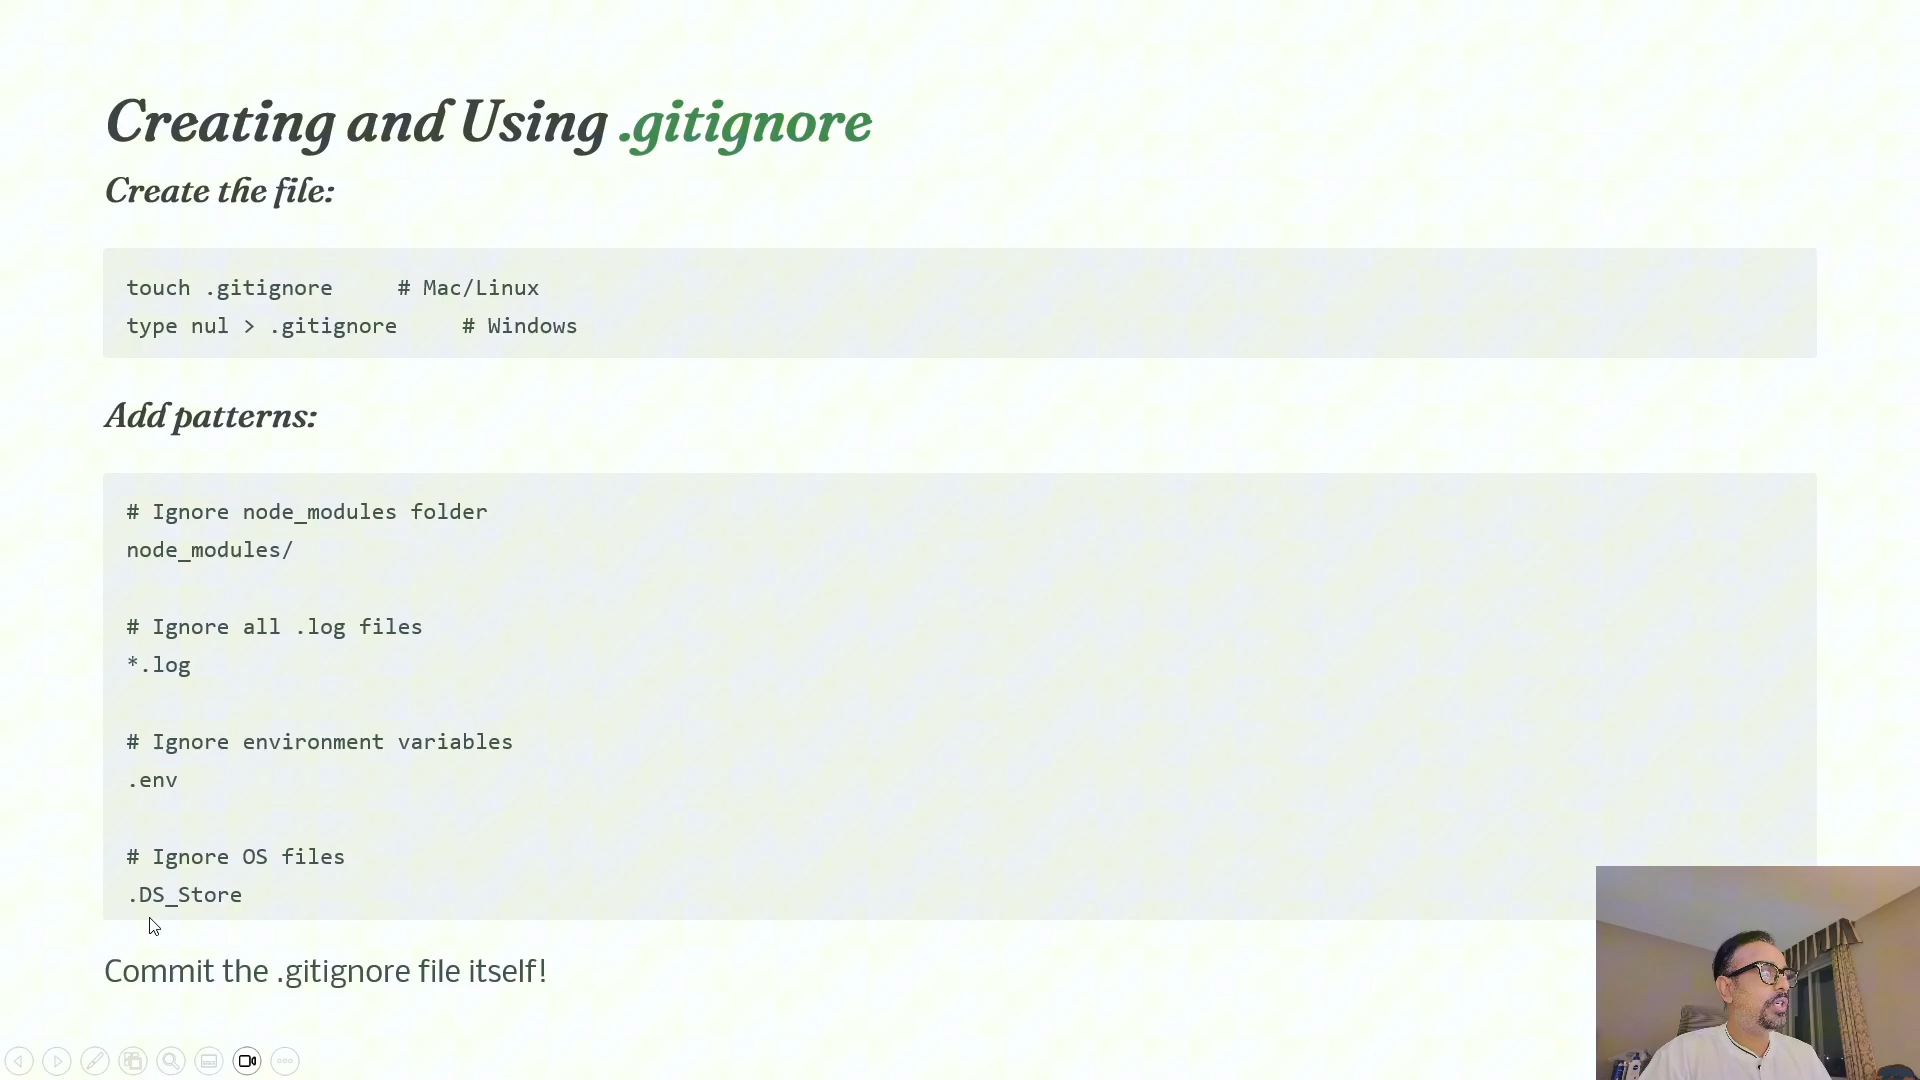 Creating and Using .gitignore
Create the file:
touch .gitignore     # Mac/Linux
type nul > .gitignore     # Windows
Add patterns:
# Ignore node_modules folder
node_modules/
# Ignore all .log files
*.log
# Ignore environment variables
.env
# Ignore OS files
.DS_Store
Commit the .gitignore file itself!